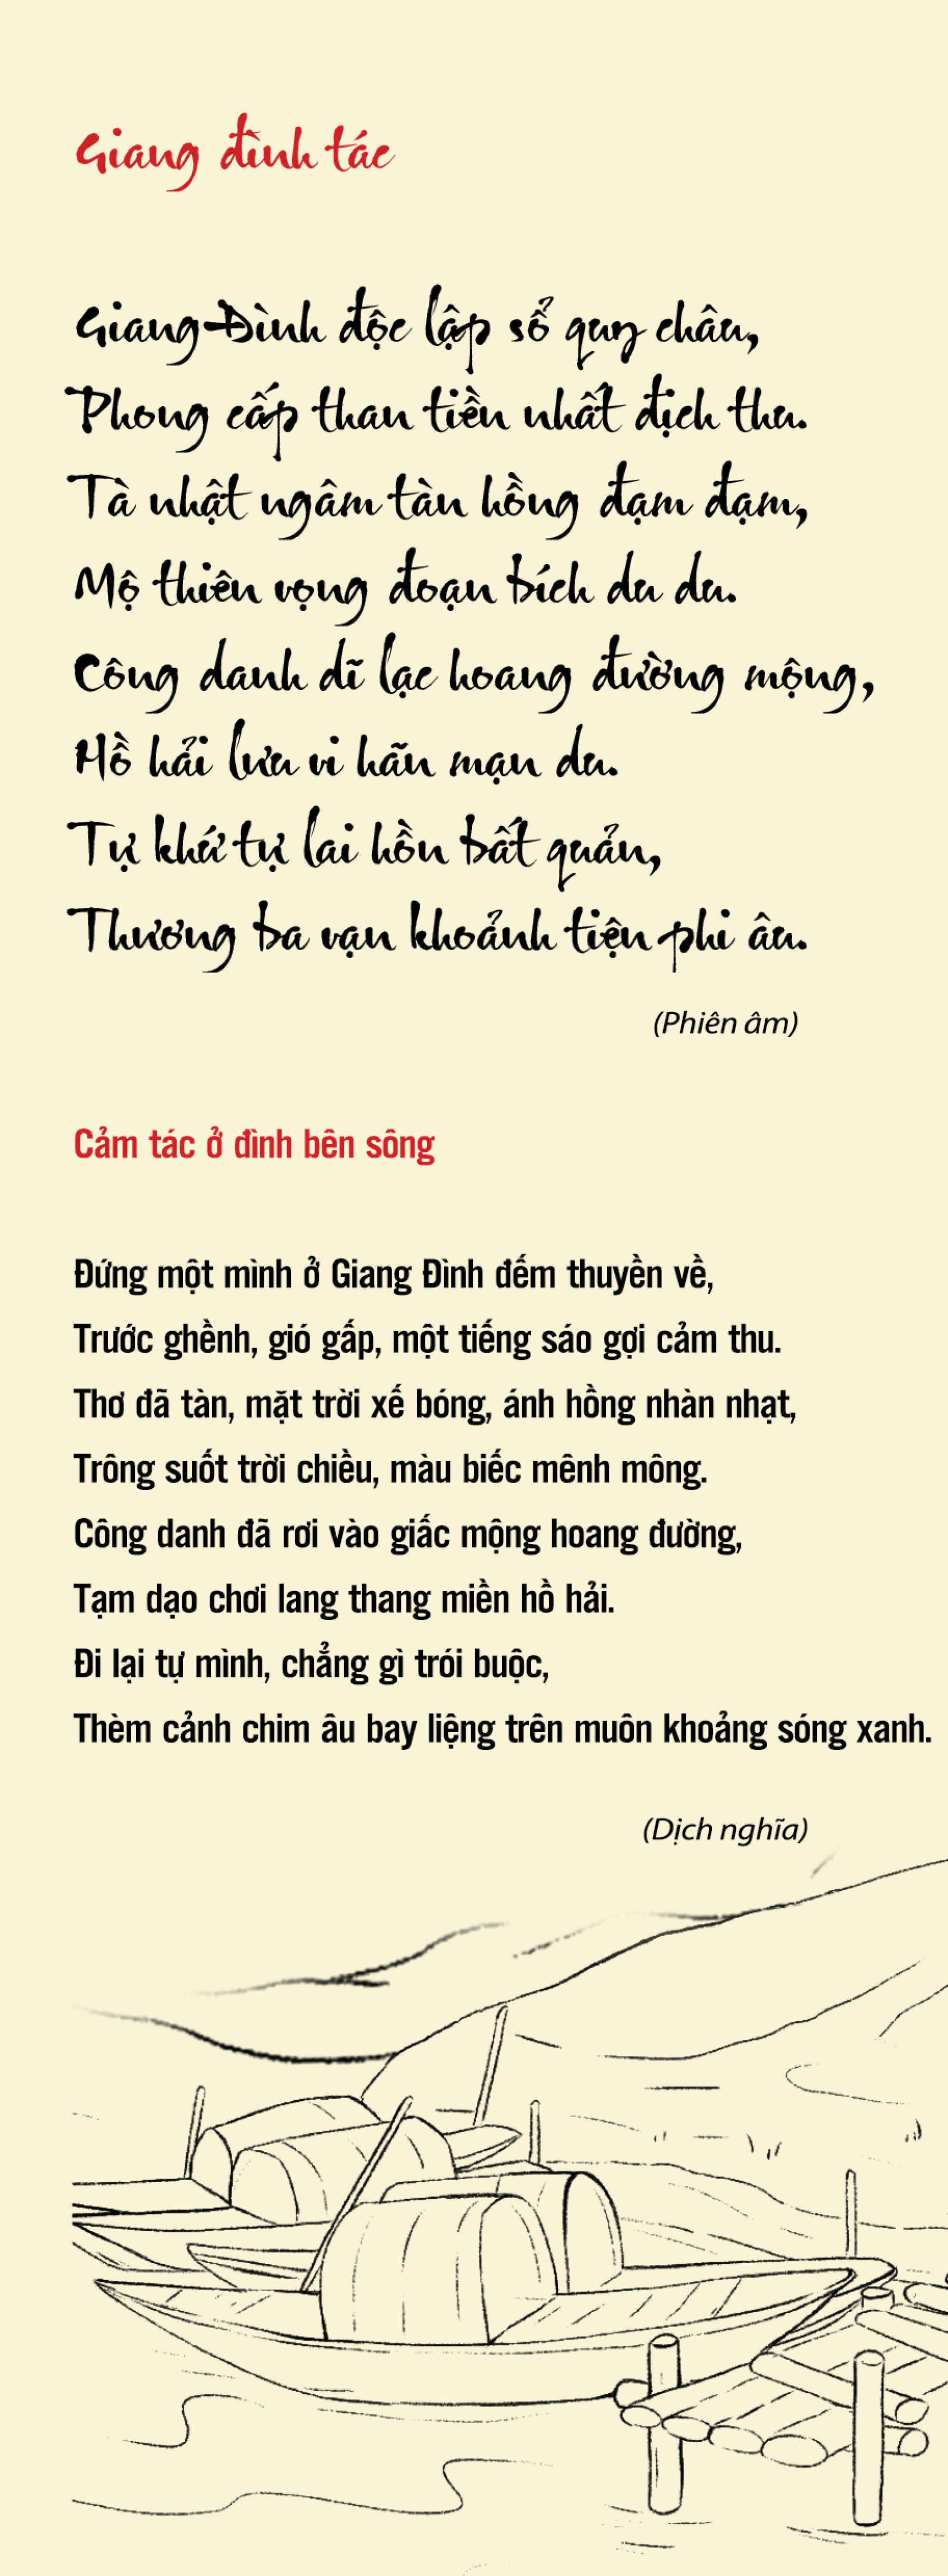 Giang đình tác
Giang Đình độc lập sổ quy châu,
Phong cấp than tiền nhất địch thu.
Tà nhật ngâm tàn hồng đạm đạm,
Mộ thiên vọng đoạn bích du du.
Công danh dĩ lạc hoang đường mộng,
Hồ hải lưu vi hãn mạn du.
Tự khứ tự lai hồn bất quản,
Thương ba vạn khoảnh tiện phi âu.
(Phiên âm)
Cảm tác ở đình bên sông
Đứng một mình ở Giang Đình đếm thuyền về,
Trước ghềnh, gió gấp, một tiếng sáo gợi cảm thu.
Thơ đã tàn, mặt trời xế bóng, ánh hồng nhàn nhạt,
Trông suốt trời chiều, màu biếc mênh mông.
Công danh đã rơi vào giấc mộng hoang đường,
Tạm dạo chơi lang thang miền hồ hải.
Đi lại tự mình, chẳng gì trói buộc,
Thèm cảnh chim âu bay liệng trên muôn khoảng sóng xanh.
(Dịch nghĩa)